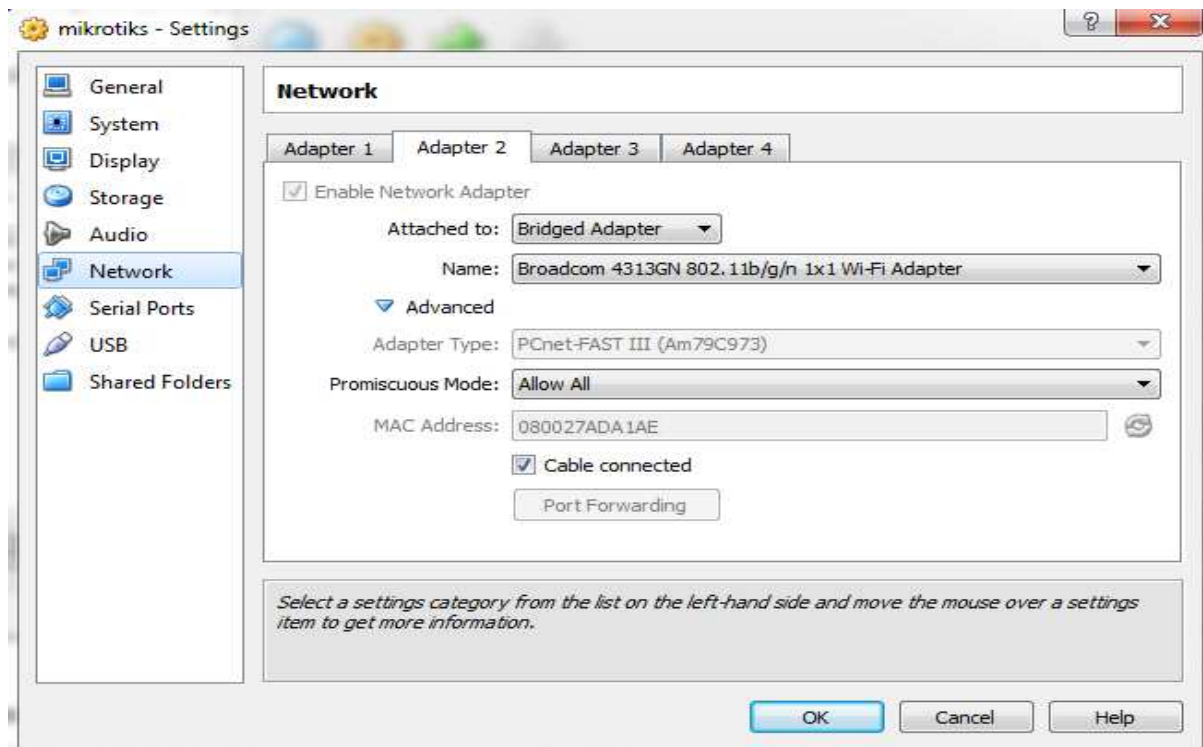 mikrotiks - Settings
General
System
Display
Storage
Audio
Network
Serial Ports
USB
Shared Folders
Network
Adapter 1 Adapter 2 Adapter 3 Adapter 4
Enable Network Adapter
Attached to: Bridged Adapter
Name: Broadcom 4313GN 802.11b/g/n 1x1 Wi-Fi Adapter
Advanced
Adapter Type: PCnet-FAST III (Am79C973)
Promiscuous Mode: Allow All
MAC Address: 080027ADA1AE
Cable connected
Port Forwarding
Select a settings category from the list on the left-hand side and move the mouse over a settings
item to get more information.
OK Cancel Help